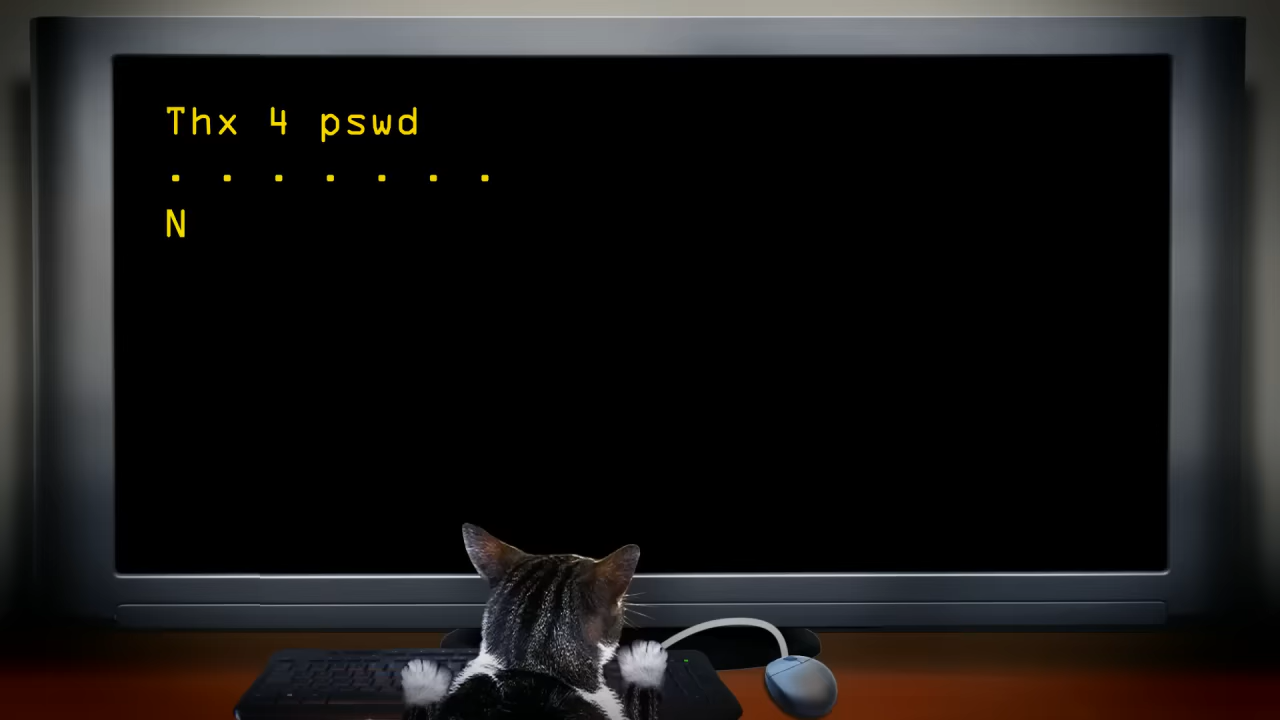 Thx 4 pswd
. . . . . . .
N